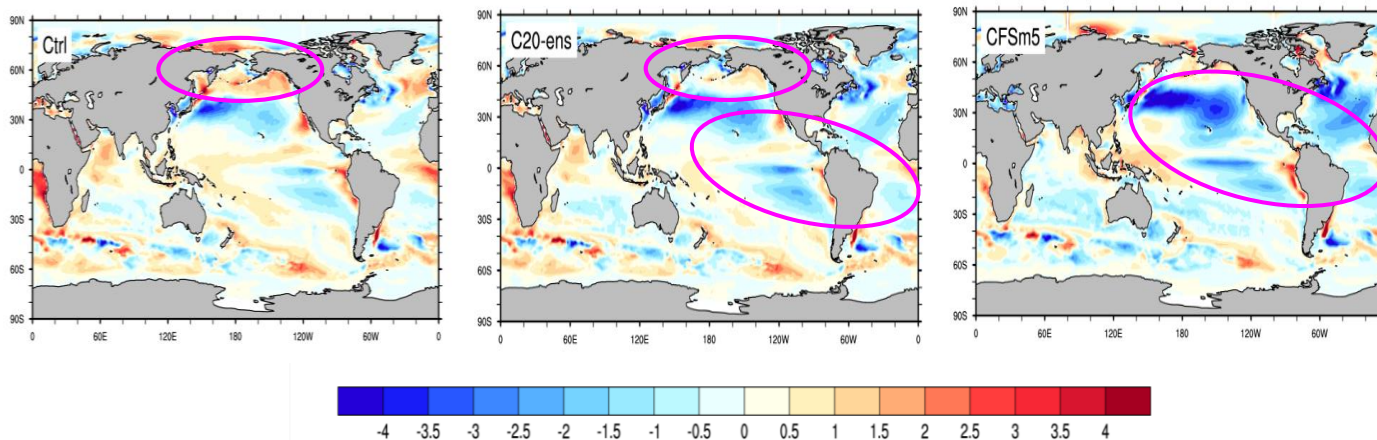 Ctrl
90N
60N
30N
0
30S
60S
90S
0 60E 120E 180 120W 60W 0
C20-ens
90N
60N
30N
0
30S
60S
90S
0 60E 120E 180 120W 60W 0
CFSm5
90N
60N
30N
0
30S
60S
90S
0 60E 120E 180 120W 60W
-4 -3.5 -3 -2.5 -2 -1.5 -1 -0.5 0 0.5 1 1.5 2 2.5 3 3.5 4